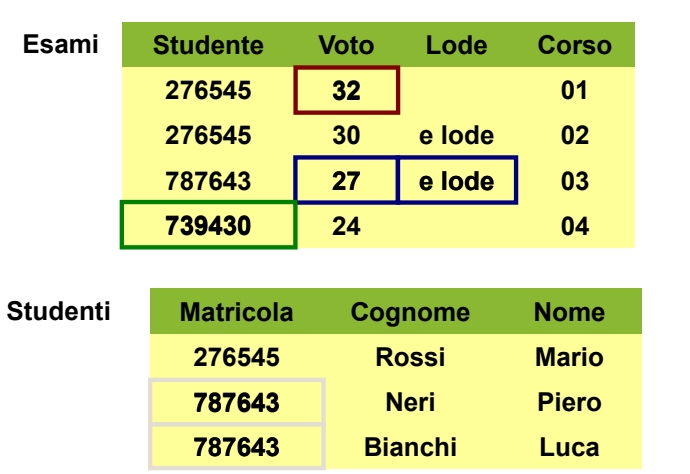 Esami Studente Voto Lode Corso
276545 32 01
276545 30 e lode 02
787643 27 e lode 03
739430 24 04
Studenti Matricola Cognome Nome
276545 Rossi Mario
787643 Neri Piero
787643 Bianchi Luca